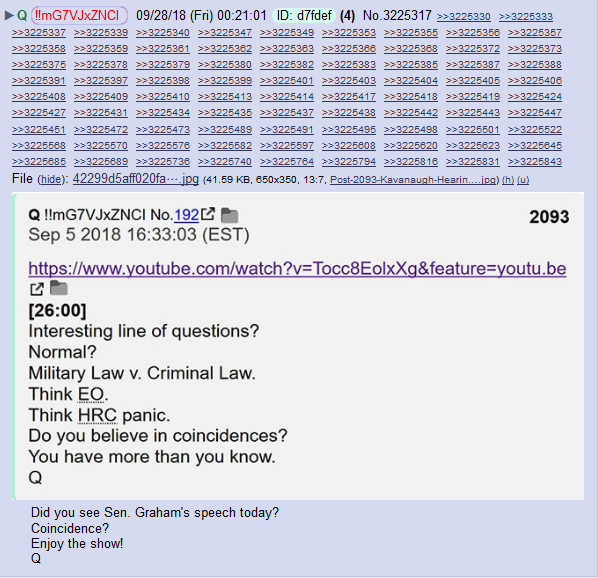 ▶ Q !!mG7VJxZNCI 09/28/18 (Fri) 00:21:01 ID: d7fdef (4) No.3225317 >>3225330 >>3225333
>>3225337 >>3225339 >>3225340 >>3225347 >>3225349 >>3225353 >>3225355 >>3225356 >>3225357
>>3225358 >>3225359 >>3225361 >>3225362 >>3225363 >>3225366 >>3225368 >>3225372 >>3225373
>>3225375 >>3225378 >>3225379 >>3225380 >>3225382 >>3225383 >>3225385 >>3225387 >>3225388
>>3225391 >>3225397 >>3225398 >>3225399 >>3225401 >>3225403 >>3225404 >>3225405 >>3225406
>>3225408 >>3225409 >>3225410 >>3225413 >>3225414 >>3225417 >>3225418 >>3225419 >>3225424
>>3225427 >>3225431 >>3225434 >>3225435 >>3225437 >>3225438 >>3225442 >>3225443 >>3225447
>>3225451 >>3225472 >>3225473 >>3225489 >>3225491 >>3225495 >>3225498 >>3225501 >>3225522
>>3225568 >>3225570 >>3225576 >>3225582 >>3225597 >>3225608 >>3225620 >>3225623 >>3225645
>>3225685 >>3225689 >>3225736 >>3225740 >>3225764 >>3225794 >>3225816 >>3225831 >>3225843
File (hide): 42299d5aff020fa⋯.jpg (41.59 KB, 650x350, 13:7, Post-2093-Kavanaugh-Hearin….jpg) (h) (u)
Q !!mG7VJxZNCI No.192 2093
Sep 5 2018 16:33:03 (EST)
https://www.youtube.com/watch?v=Tocc8EolxXg&feature=youtu.be
[26:00]
Interesting line of questions?
Normal?
Military Law v. Criminal Law.
Think EO.
Think HRC panic.
Do you believe in coincidences?
You have more than you know.
Q
Did you see Sen. Graham's speech today?
Coincidence?
Enjoy the show!
Q